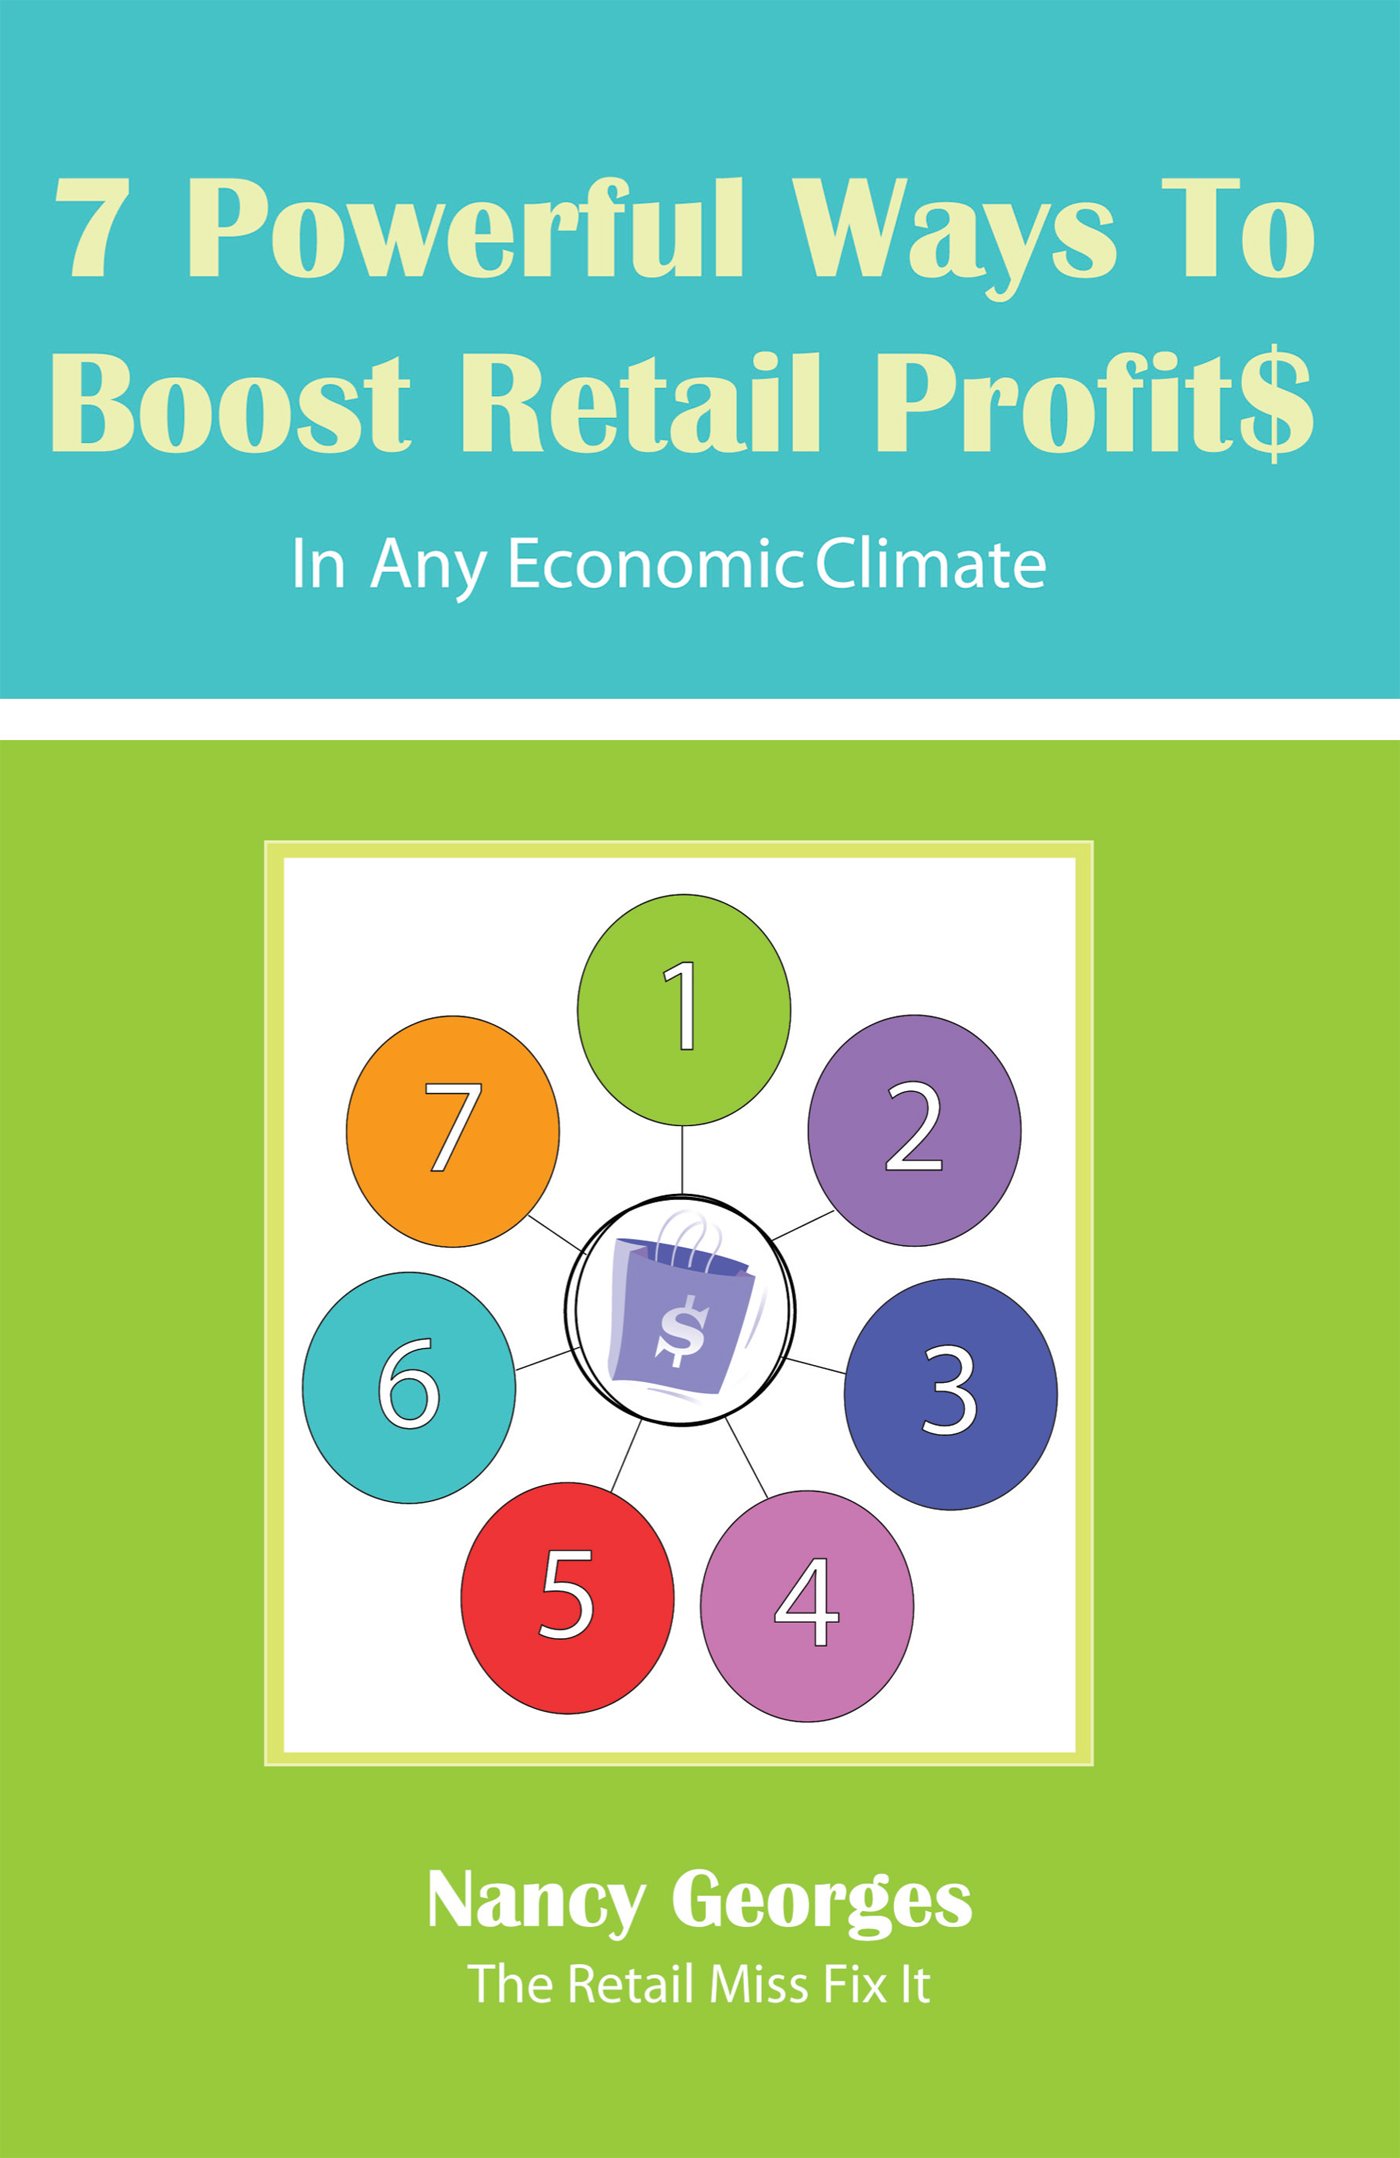 7 Powerful Ways To
Boost Retail Profit$
In Any Economic Climate
1
2
3
4
5
6
7
$
Nancy Georges
The Retail Miss Fix It